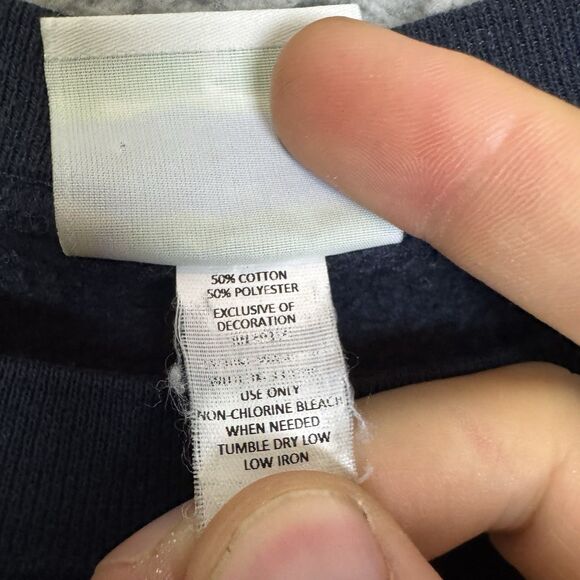 50% COTTON
50% POLYESTER
EXCLUSIVE OF
DECORATION
USE ONLY
NON-CHLORINE BLEACH
WHEN NEEDED
TUMBLE DRY LOW
LOW IRON